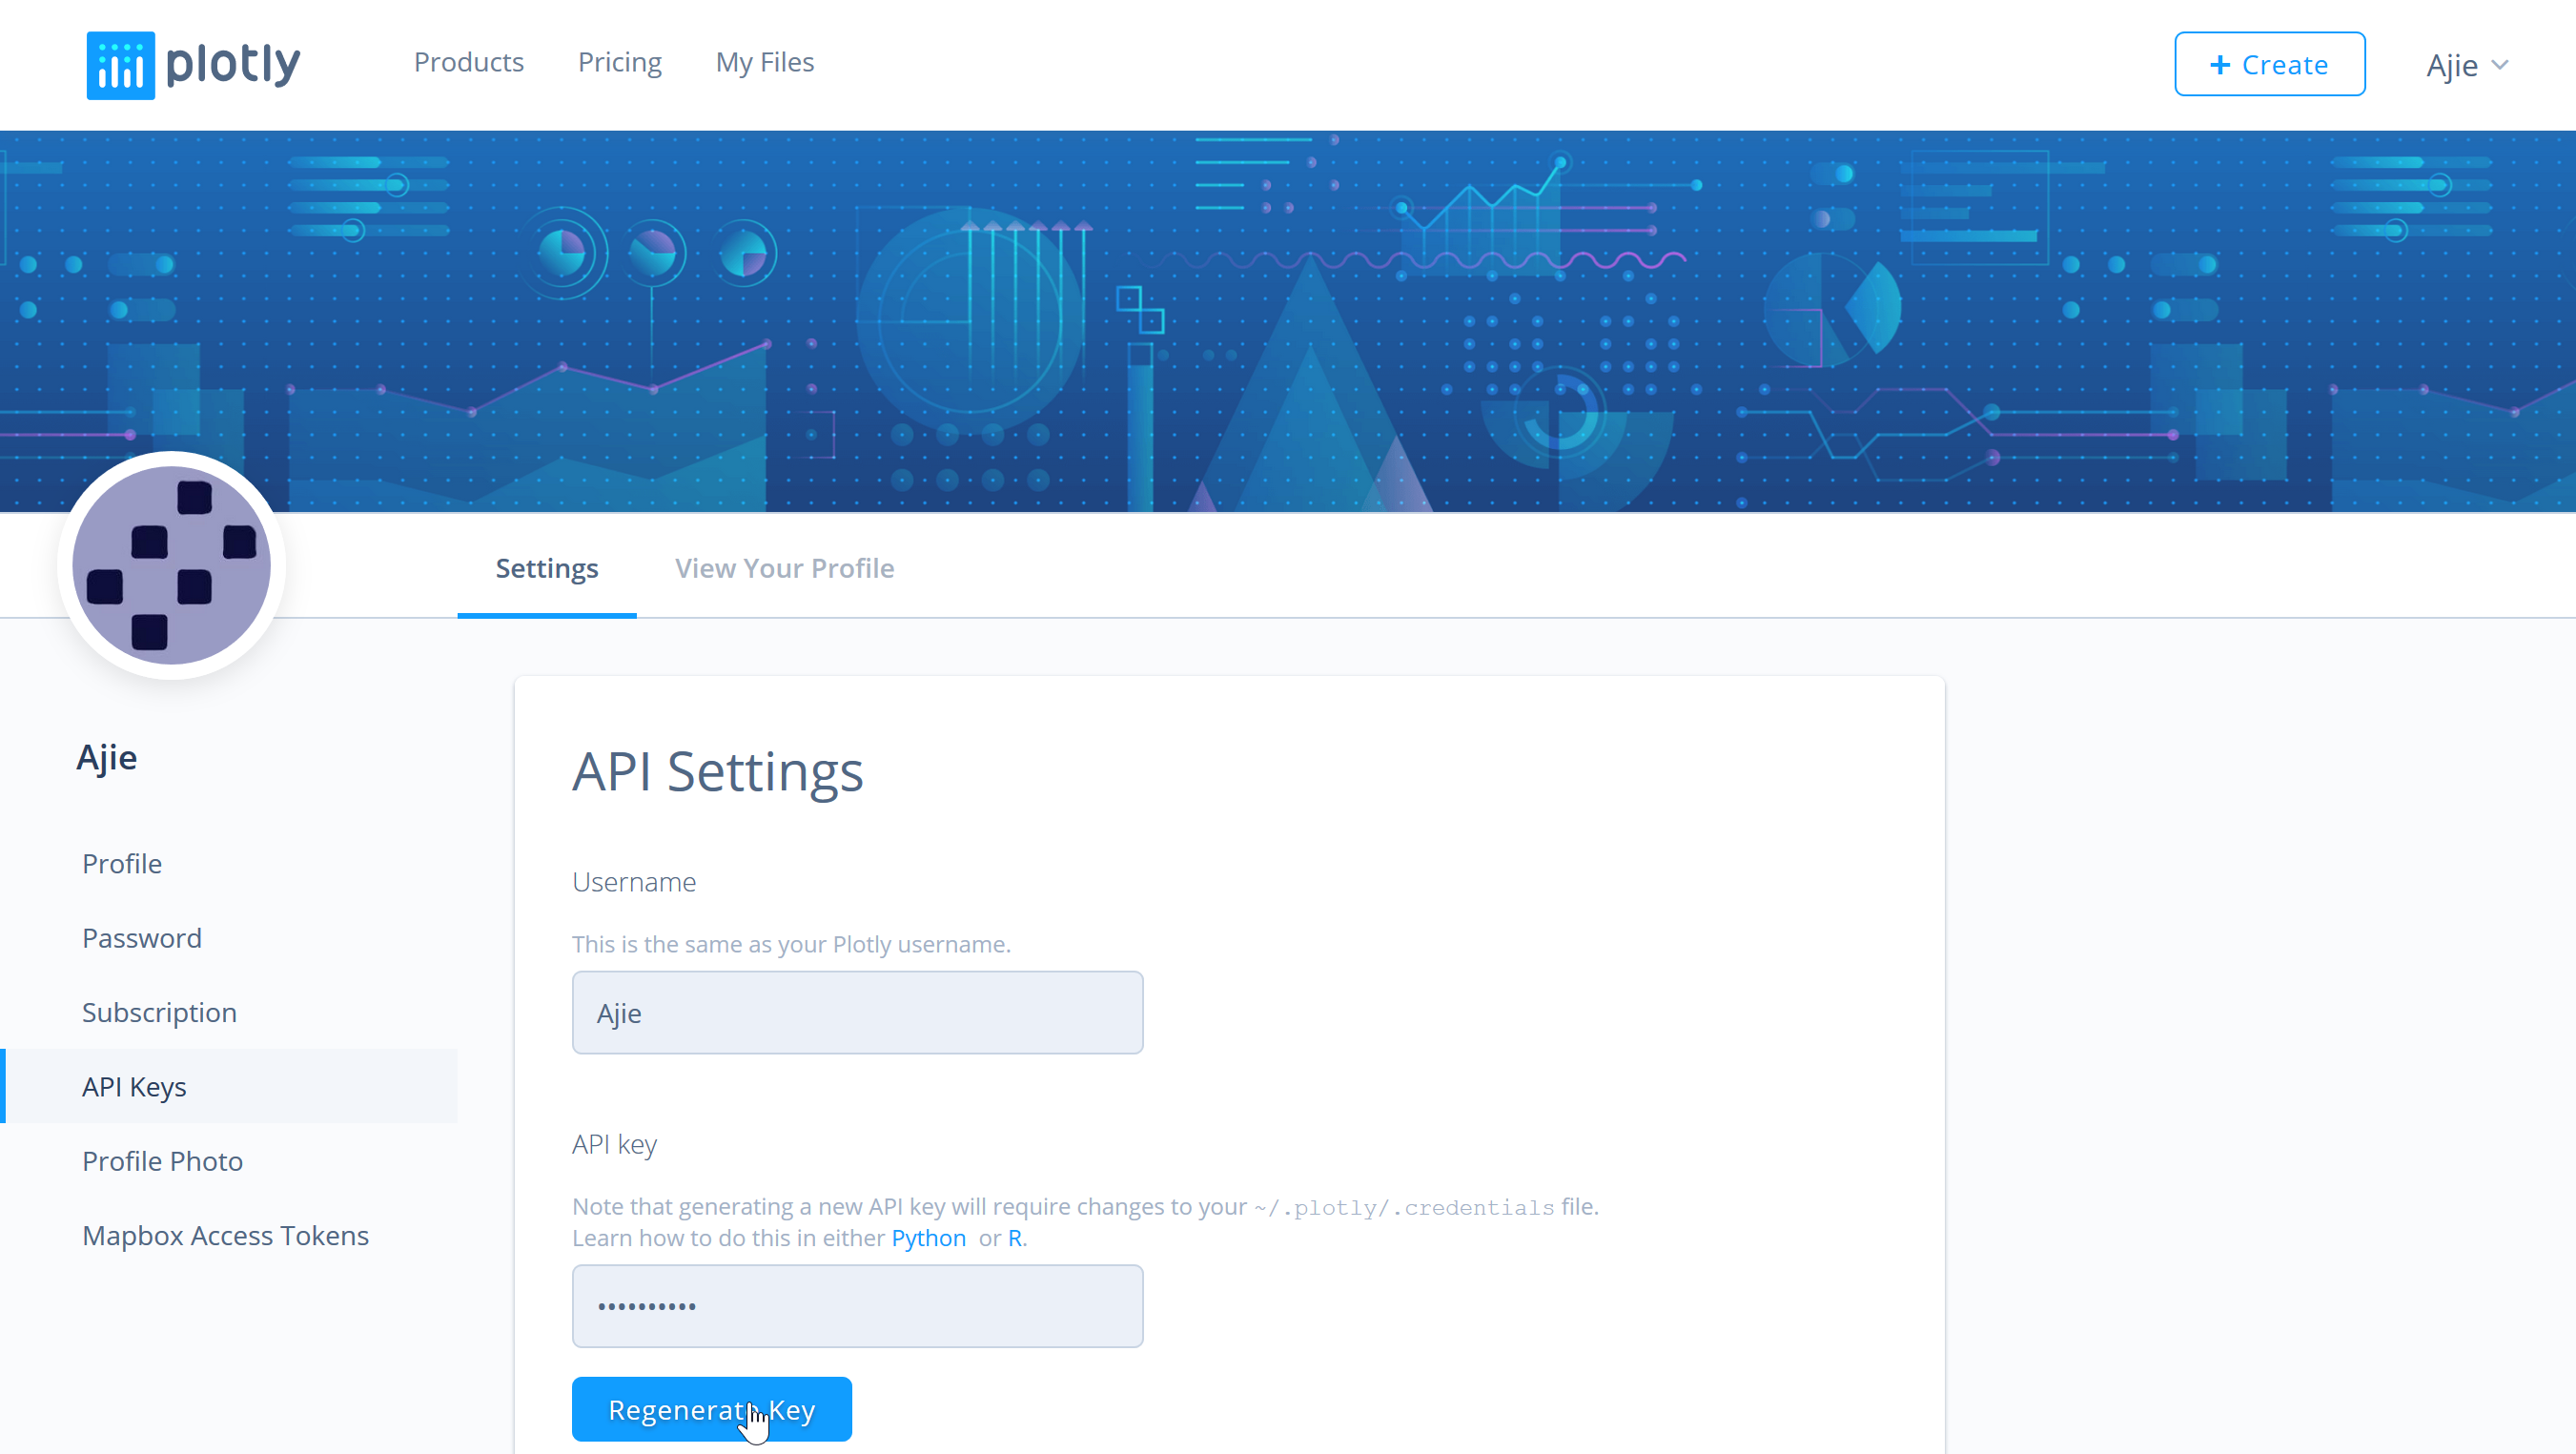 plotly
Products
Pricing
My Files
+ Create
Ajie
Settings
View Your Profile
Ajie
Profile
Password
Subscription
API Keys
Profile Photo
Mapbox Access Tokens
API Settings
Username
This is the same as your Plotly username.
Ajie
API key
Note that generating a new API key will require changes to your ~/.plotly/.credentials file.
Learn how to do this in either Python or R.
••••••••••
Regenerate Key